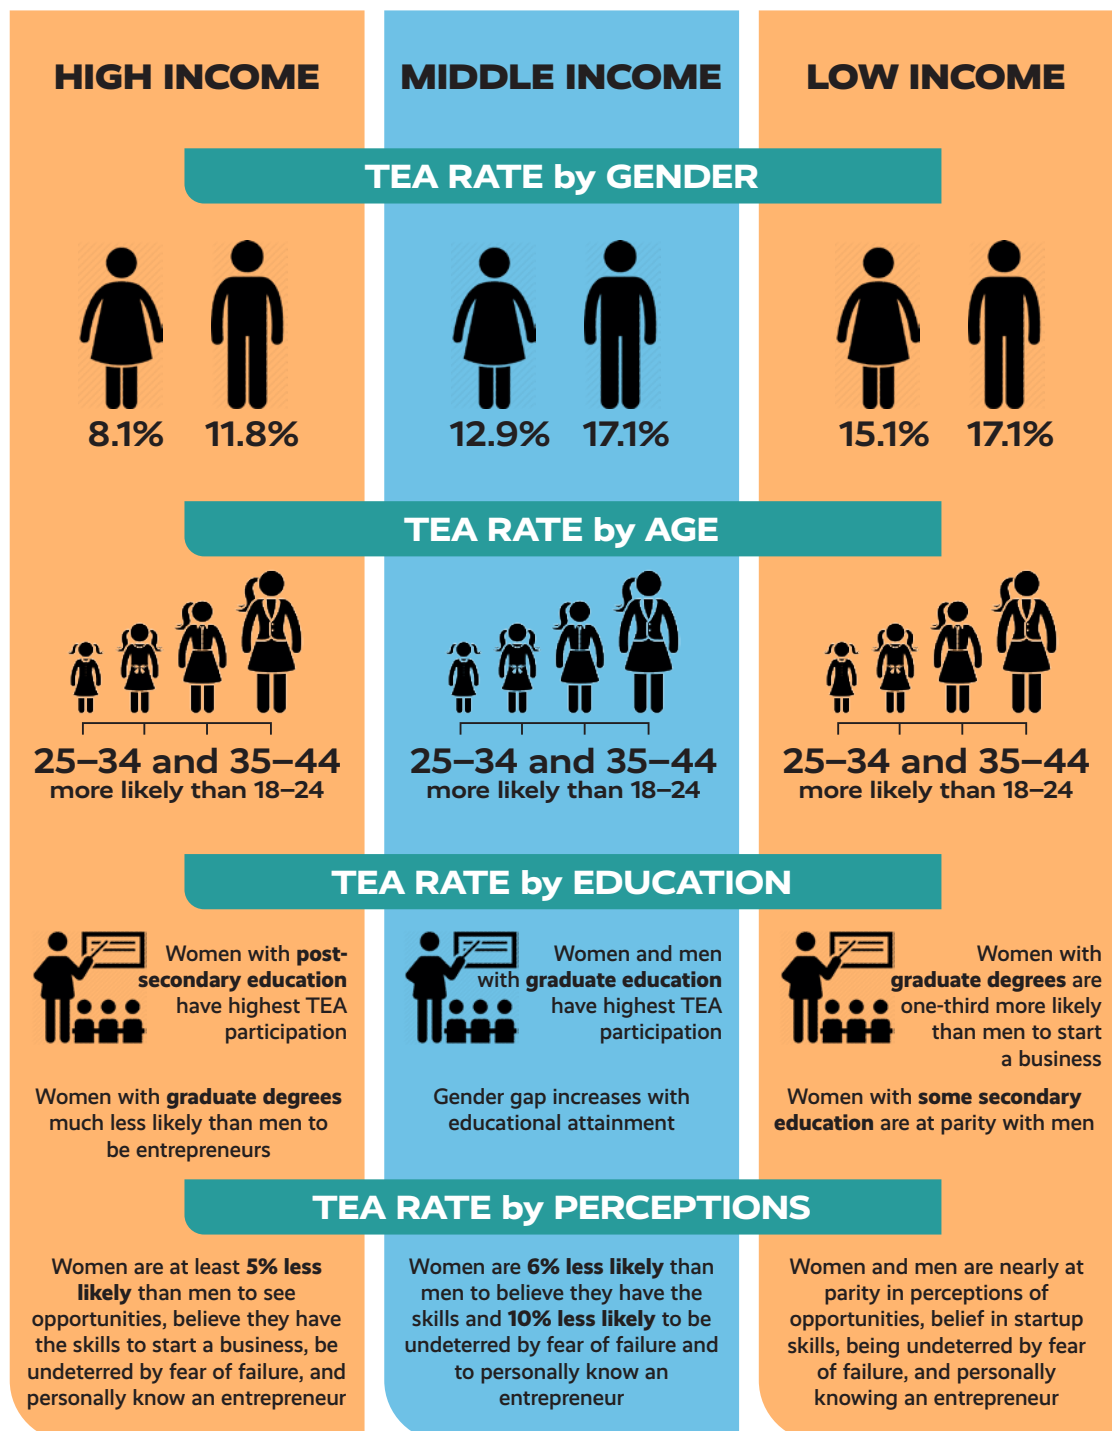 HIGH INCOME
MIDDLE INCOME
LOW INCOME
TEA RATE by GENDER
8.1% 11.8%
12.9% 17.1%
15.1% 17.1%
TEA RATE by AGE
25–34 and 35–44
more likely than 18–24
25–34 and 35–44
more likely than 18–24
25–34 and 35–44
more likely than 18–24
TEA RATE by EDUCATION
Women with post-
secondary education
have highest TEA
participation
Women with graduate degrees
much less likely than men to
be entrepreneurs
Women and men
with graduate education
have highest TEA
participation
Gender gap increases with
educational attainment
Women with
graduate degrees are
one-third more likely
than men to start
a business
Women with some secondary
education are at parity with men
TEA RATE by PERCEPTIONS
Women are at least 5% less
likely than men to see
opportunities, believe they have
the skills to start a business, be
undeterred by fear of failure, and
personally know an entrepreneur
Women are 6% less likely than
men to believe they have the
skills and 10% less likely to be
undeterred by fear of failure and
to personally know an
entrepreneur
Women and men are nearly at
parity in perceptions of
opportunities, belief in startup
skills, being undeterred by fear
of failure, and personally
knowing an entrepreneur